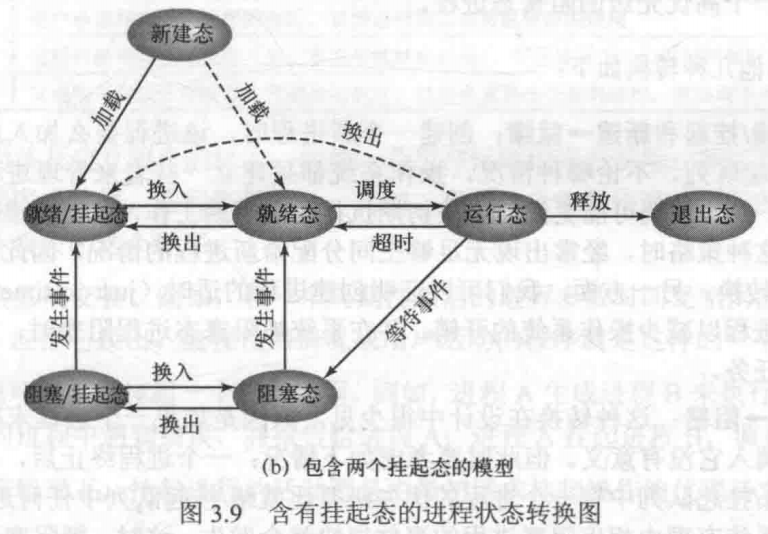 新建态
加载
加载
换出
换入
调度
就绪/挂起态
就绪态
运行态
释放
退出态
换出
超时
发生事件
发生事件
等待事件
换入
阻塞/挂起态
阻塞态
换出
(b) 包含两个挂起态的模型
图 3.9 含有挂起态的进程状态转换图